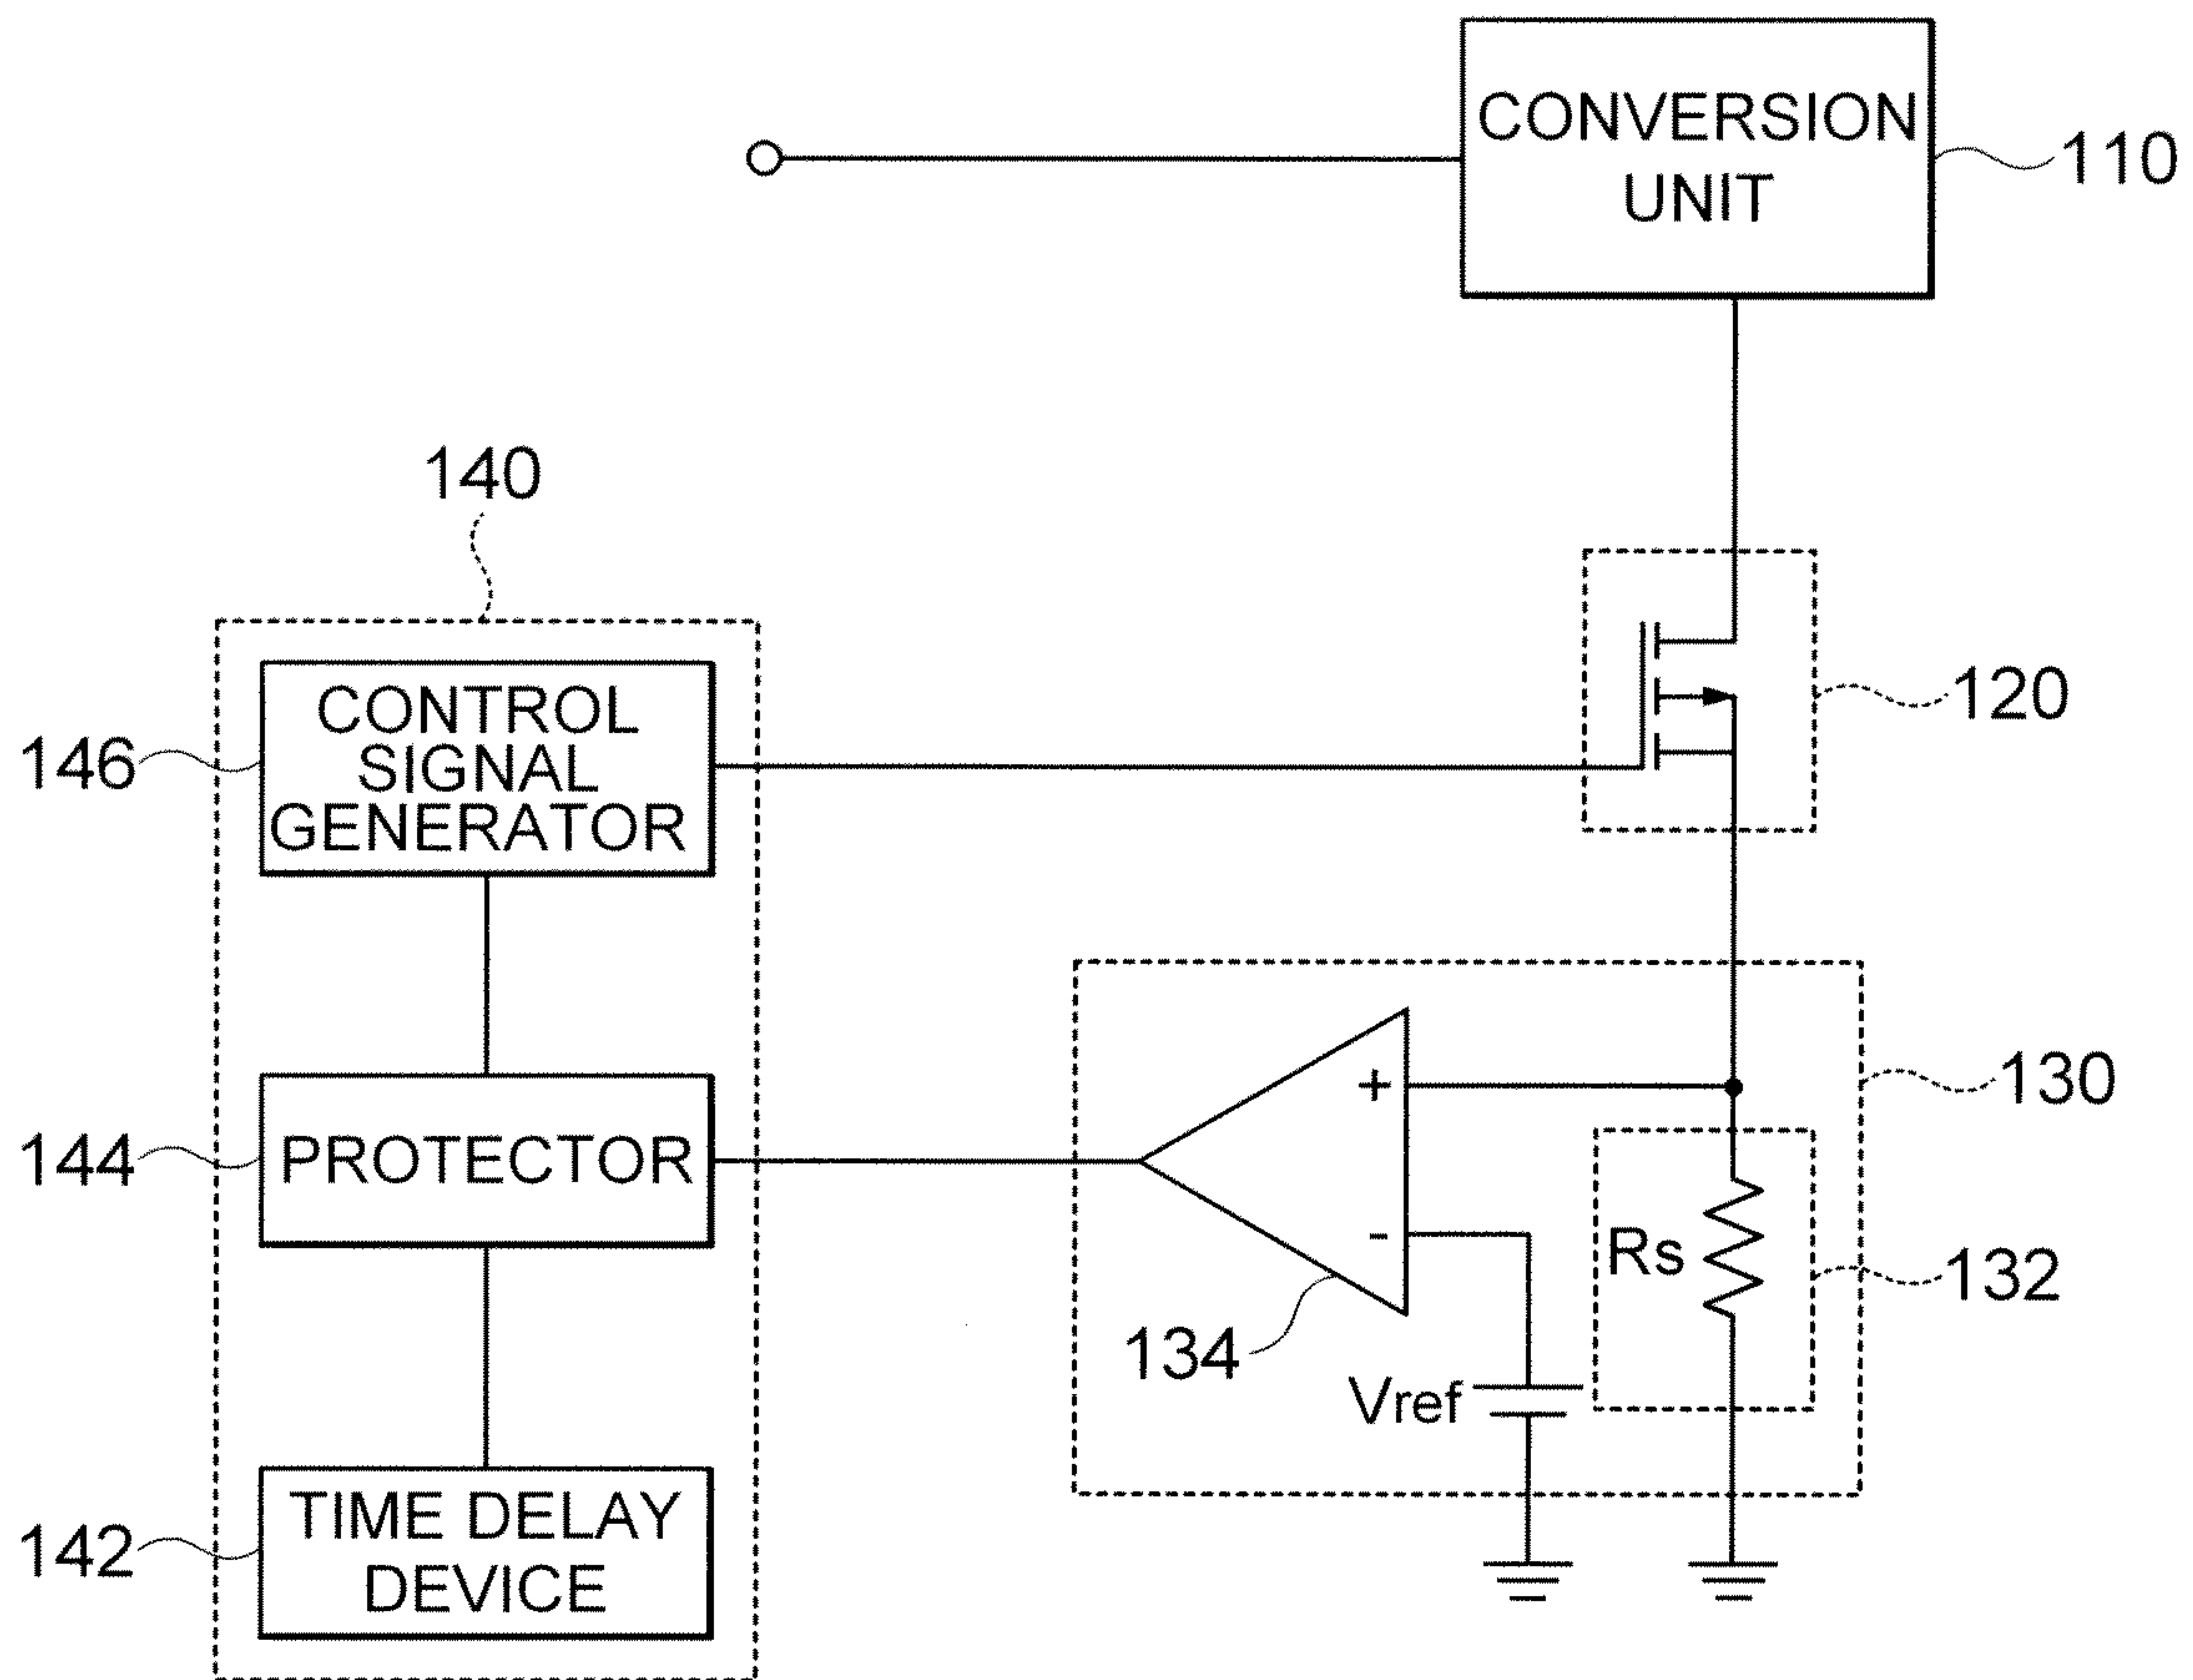 CONVERSION
UNIT
110
140
CONTROL
SIGNAL
GENERATOR
146
120
+
-
130
PROTECTOR
144
Rs
132
134
Vref
TIME DELAY
DEVICE
142